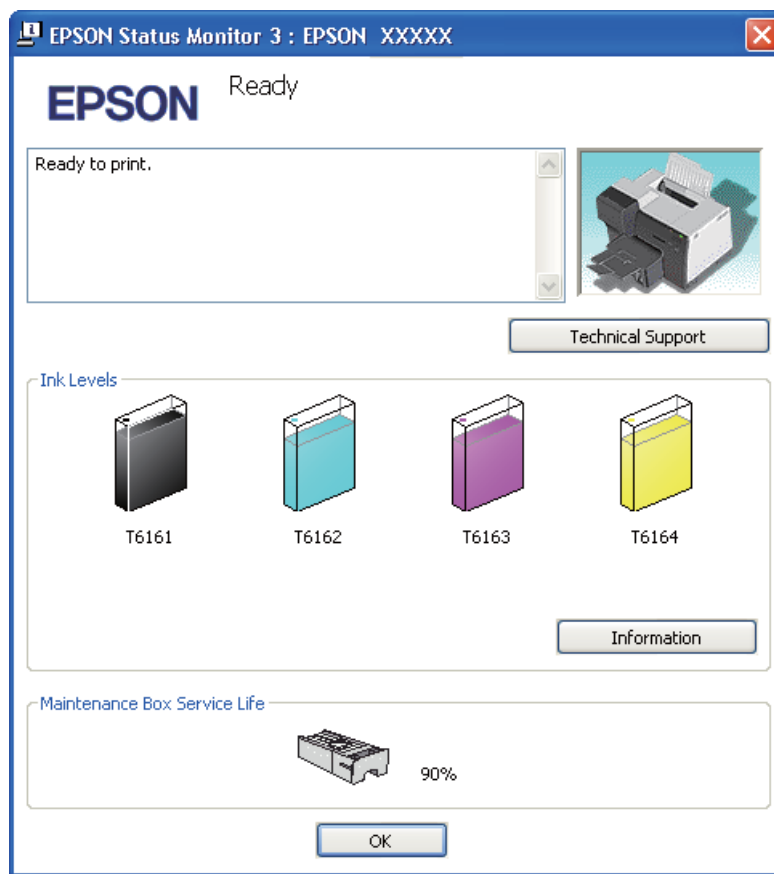 EPSON Status Monitor 3 : EPSON XXXXX
EPSON
Ready
Ready to print.
Technical Support
Ink Levels
T6161
T6162
T6163
T6164
Information
Maintenance Box Service Life
90%
OK